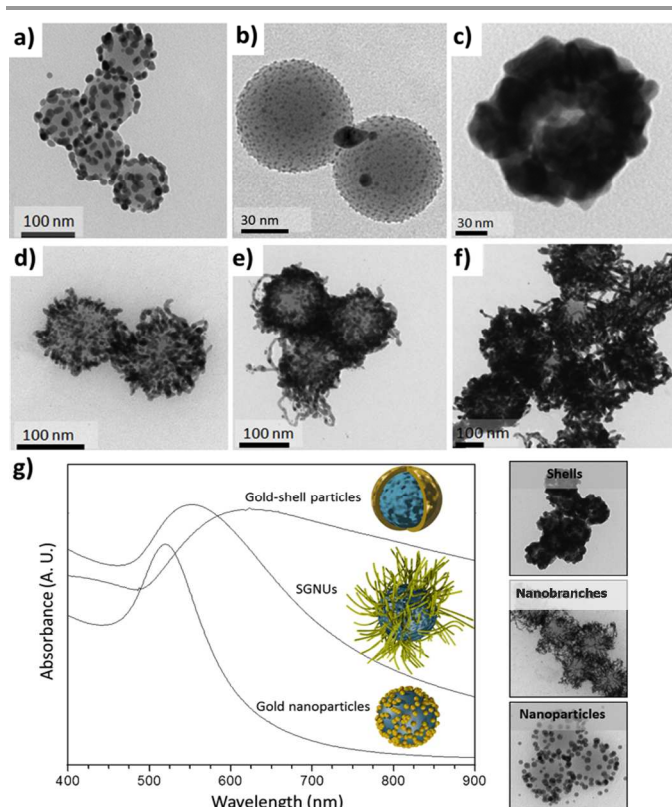 a)
b)
c)
100 nm
30 nm
30 nm
d)
e)
f)
100 nm
100 nm
100 nm
g)
Absorbance (A. U.)
Gold-shell particles
SGNUs
Gold nanoparticles
400 500 600 700 800 900
Wavelength (nm)
Shells
Nanobranches
Nanoparticles